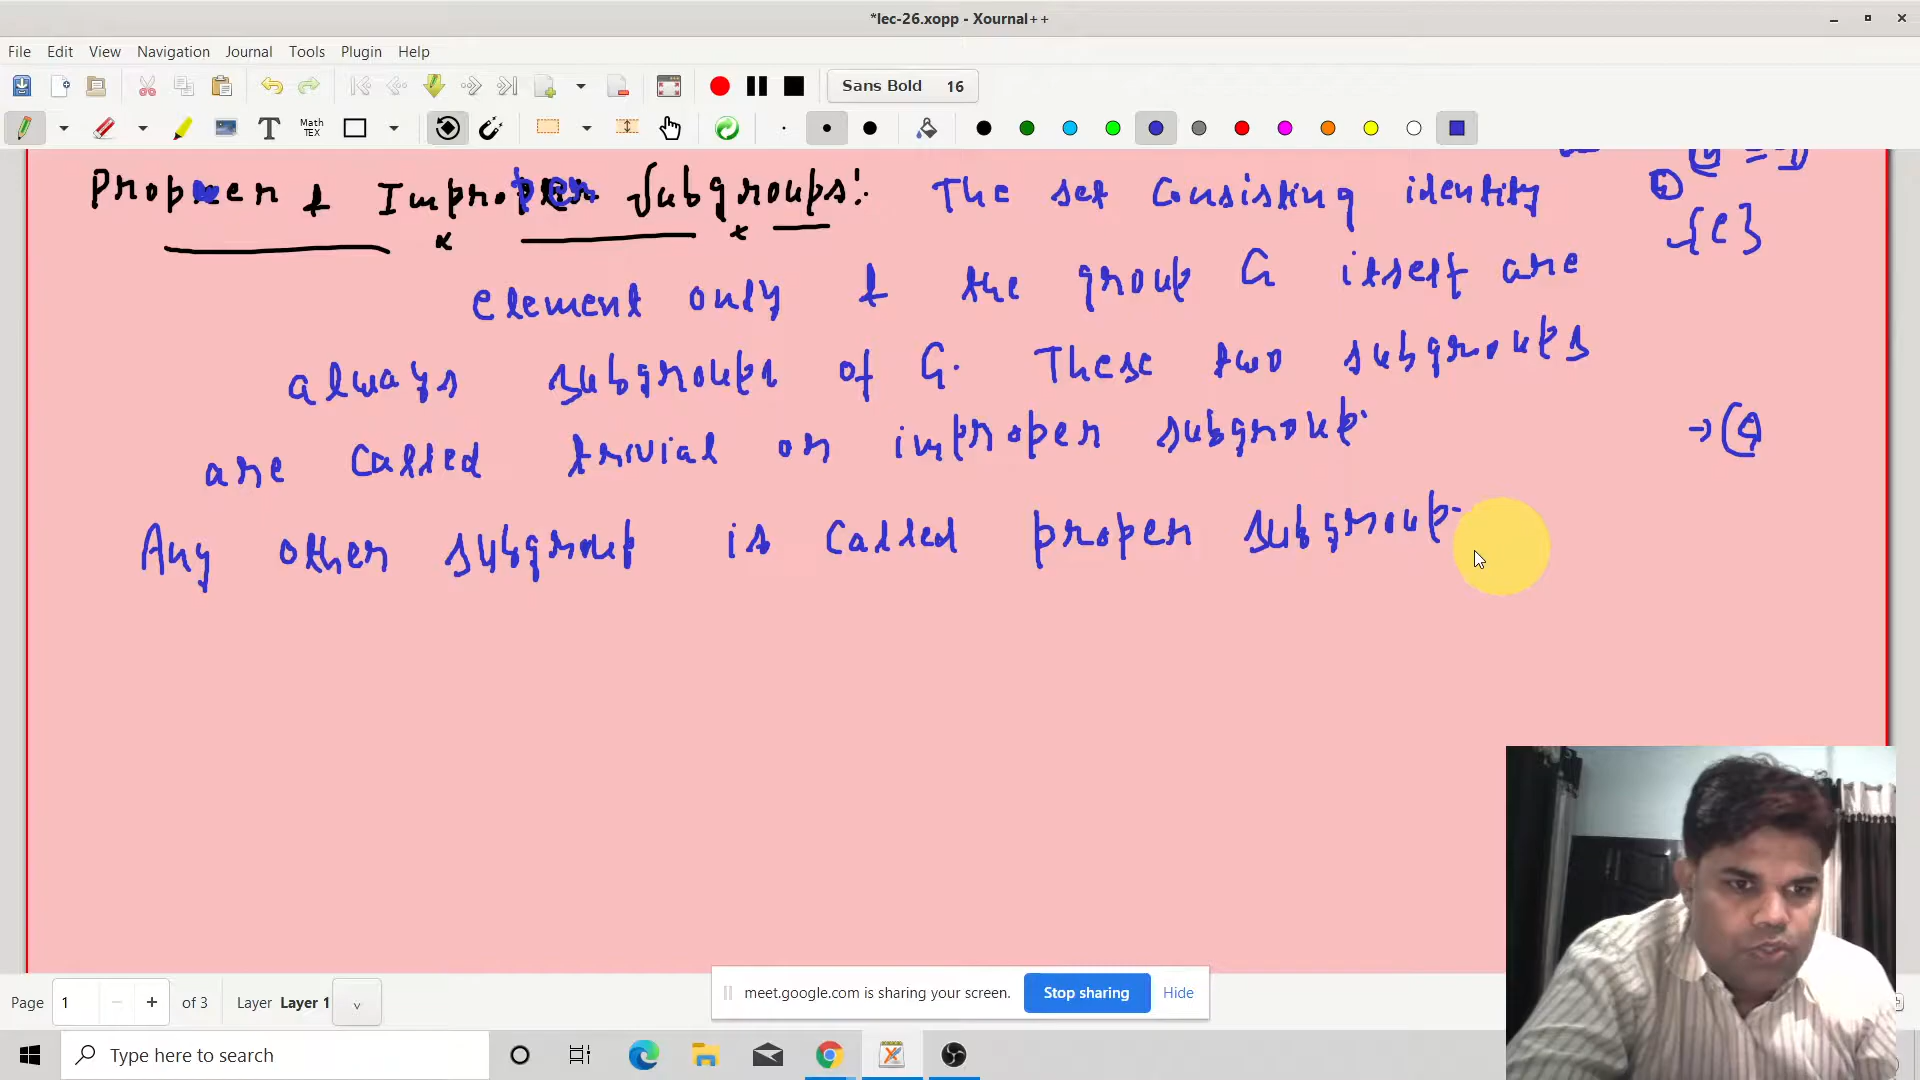 *lec-26.xopp - Xournal++
File Edit View Navigation Journal Tools Plugin Help
Sans Bold 16
T Math TEX
Proper & Improper Subgroups: The set consisting identity
{e}
element only & the group G itself are
always subgroups of G. These two subgroups
are called trivial or improper subgroup.
→ G
Any other subgroup is called proper subgroup.
Page 1 − + of 3 Layer Layer 1
meet.google.com is sharing your screen. Stop sharing Hide
Type here to search